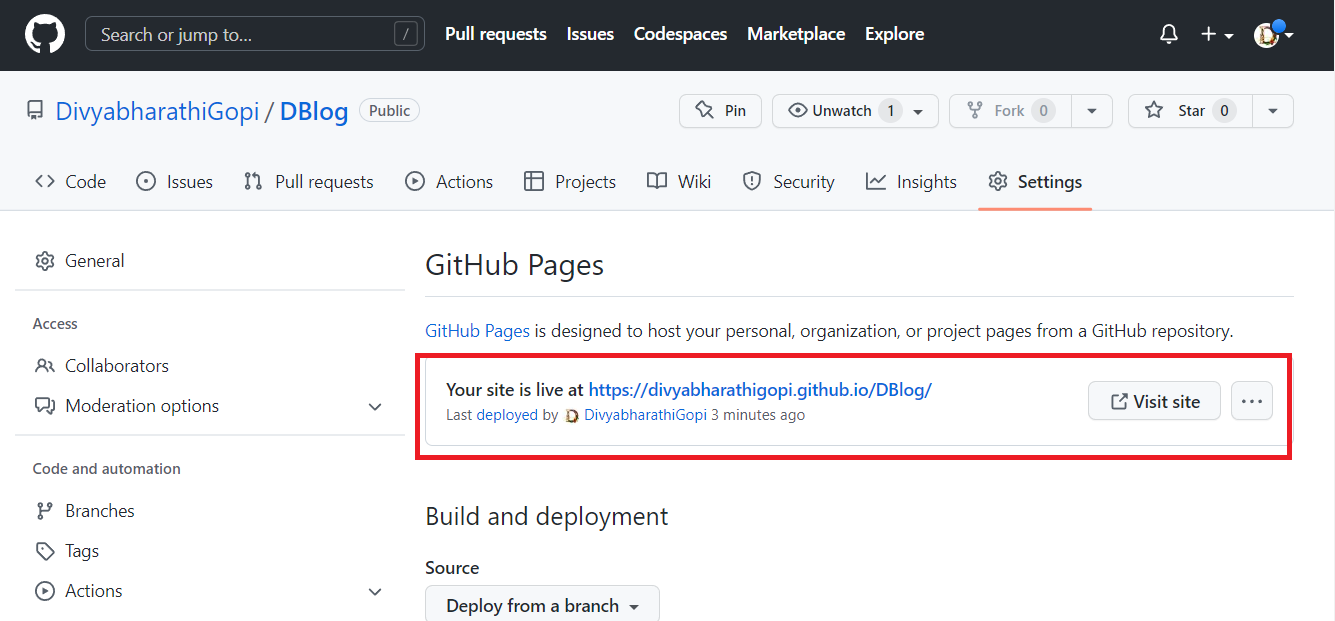 Search or jump to... /
Pull requests Issues Codespaces Marketplace Explore
DivyabharathiGopi / DBlog Public
Pin Unwatch 1 Fork 0 Star 0
Code Issues Pull requests Actions Projects Wiki Security Insights Settings
General
Access
Collaborators
Moderation options
Code and automation
Branches
Tags
Actions
GitHub Pages
GitHub Pages is designed to host your personal, organization, or project pages from a GitHub repository.
Your site is live at https://divyabharathigopi.github.io/DBlog/
Last deployed by DivyabharathiGopi 3 minutes ago
Visit site ...
Build and deployment
Source
Deploy from a branch